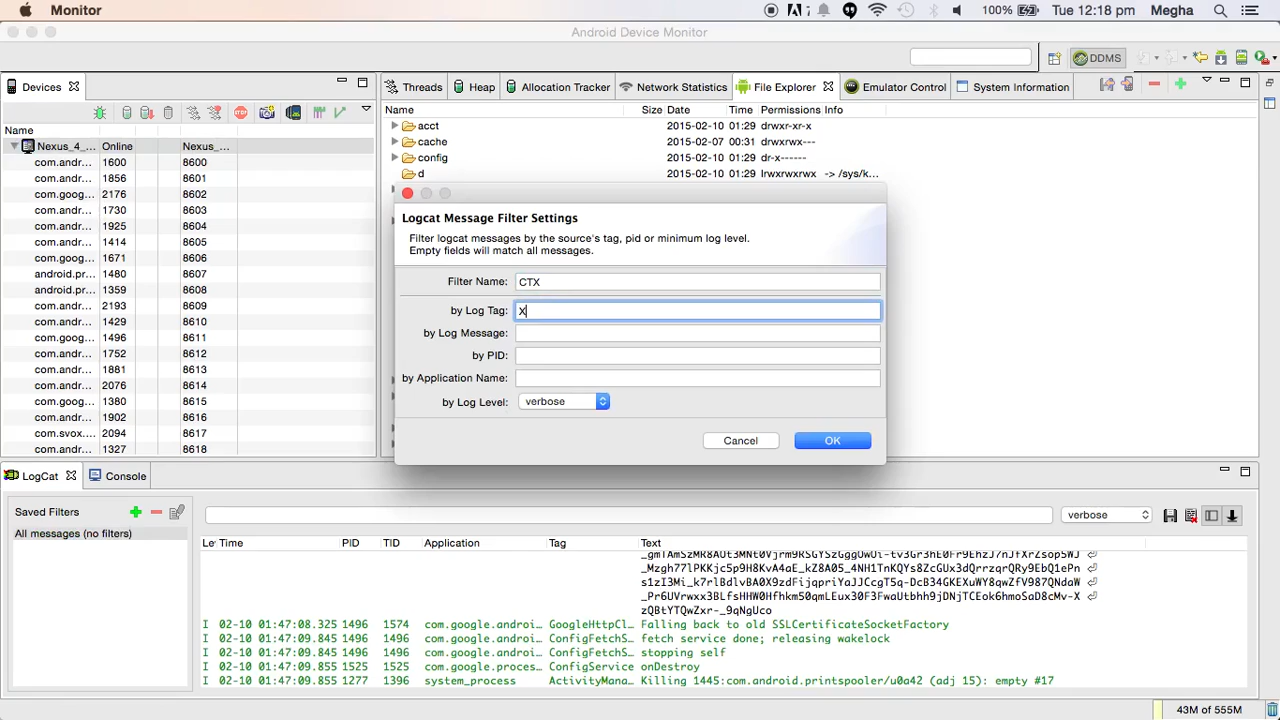 Monitor
100% Tue 12:18 pm Megha
Android Device Monitor
DDMS
Devices
Threads Heap Allocation Tracker Network Statistics File Explorer Emulator Control System Information
Name
Name Size Date Time Permissions Info
Nexus_4_... Online Nexus_...
com.andr... 1600 8600
com.andr... 1856 8601
com.goog... 2176 8602
com.andr... 1730 8603
com.andr... 1925 8604
com.andr... 1414 8605
com.goog... 1671 8606
android.pr... 1480 8607
android.pr... 1359 8608
com.andr... 2193 8609
com.andr... 1429 8610
com.goog... 1496 8611
com.andr... 1752 8612
com.andr... 1881 8613
com.andr... 2076 8614
com.goog... 1380 8615
com.andr... 1902 8616
com.svox.... 2094 8617
com.andr... 1327 8618
acct 2015-02-10 01:29 drwxr-xr-x
cache 2015-02-07 00:31 drwxrwx---
config 2015-02-10 01:29 dr-x------
d 2015-02-10 01:29 lrwxrwxrwx -> /sys/k...
Logcat Message Filter Settings
Filter logcat messages by the source's tag, pid or minimum log level.
Empty fields will match all messages.
Filter Name: CTX
by Log Tag: X
by Log Message:
by PID:
by Application Name:
by Log Level: verbose
Cancel OK
LogCat Console
Saved Filters
All messages (no filters)
verbose
Le Time PID TID Application Tag Text
I 02-10 01:47:08.325 1496 1574 com.google.androi... GoogleHttpCl... Falling back to old SSLCertificateSocketFactory
I 02-10 01:47:09.845 1496 1496 com.google.androi... ConfigFetchS... fetch service done; releasing wakelock
I 02-10 01:47:09.845 1496 1496 com.google.androi... ConfigFetchS... stopping self
I 02-10 01:47:09.855 1525 1525 com.google.proces... ConfigService onDestroy
I 02-10 01:47:09.855 1277 1396 system_process ActivityMana... Killing 1445:com.android.printspooler/u0a42 (adj 15): empty #17
43M of 555M